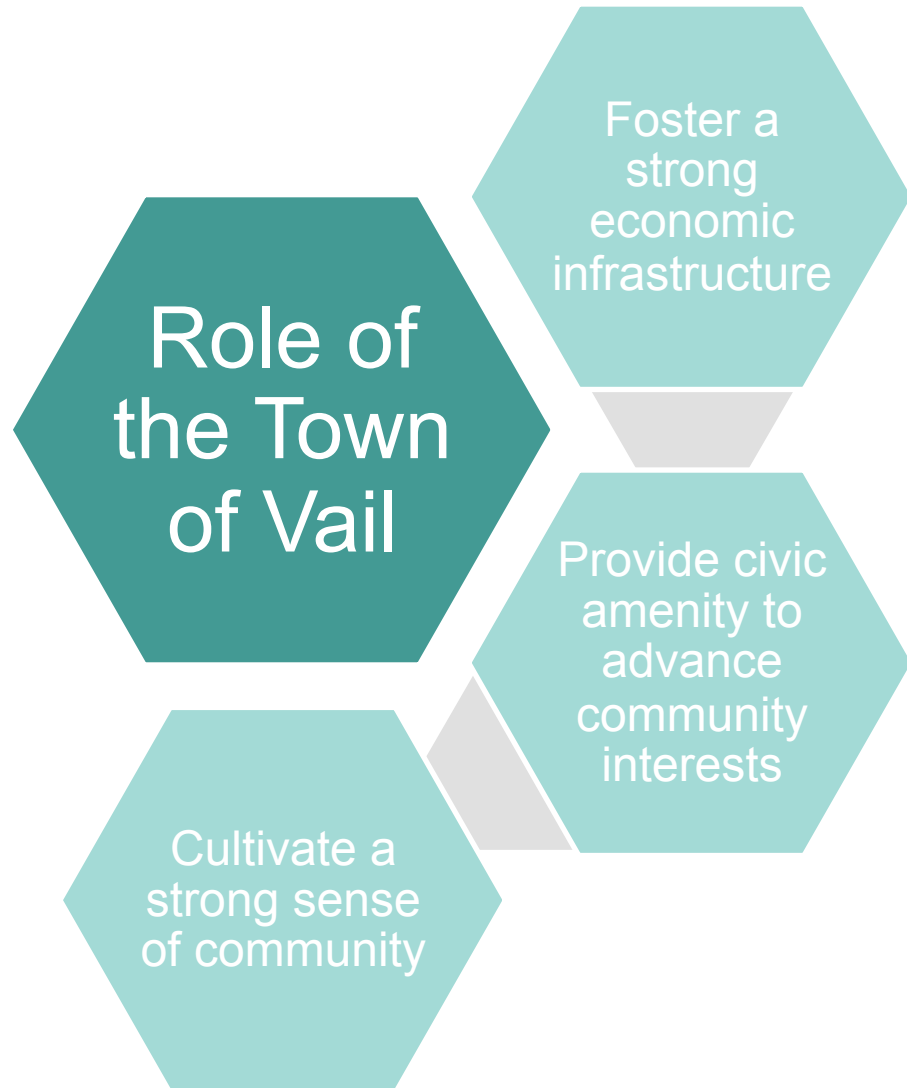 Role of
the Town
of Vail
Foster a
strong
economic
infrastructure
Provide civic
amenity to
advance
community
interests
Cultivate a
strong sense
of community